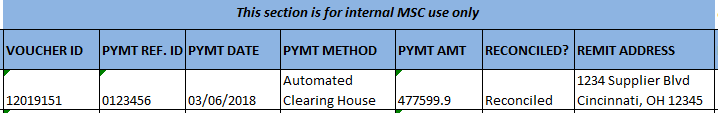 This section is for internal MSC use only
VOUCHER ID PYMT REF. ID PYMT DATE PYMT METHOD PYMT AMT RECONCILED? REMIT ADDRESS
Automated 1234 Supplier Blvd
12019151 0123456 03/06/2018 Clearing House 477599.9 Reconciled Cincinnati, OH 12345